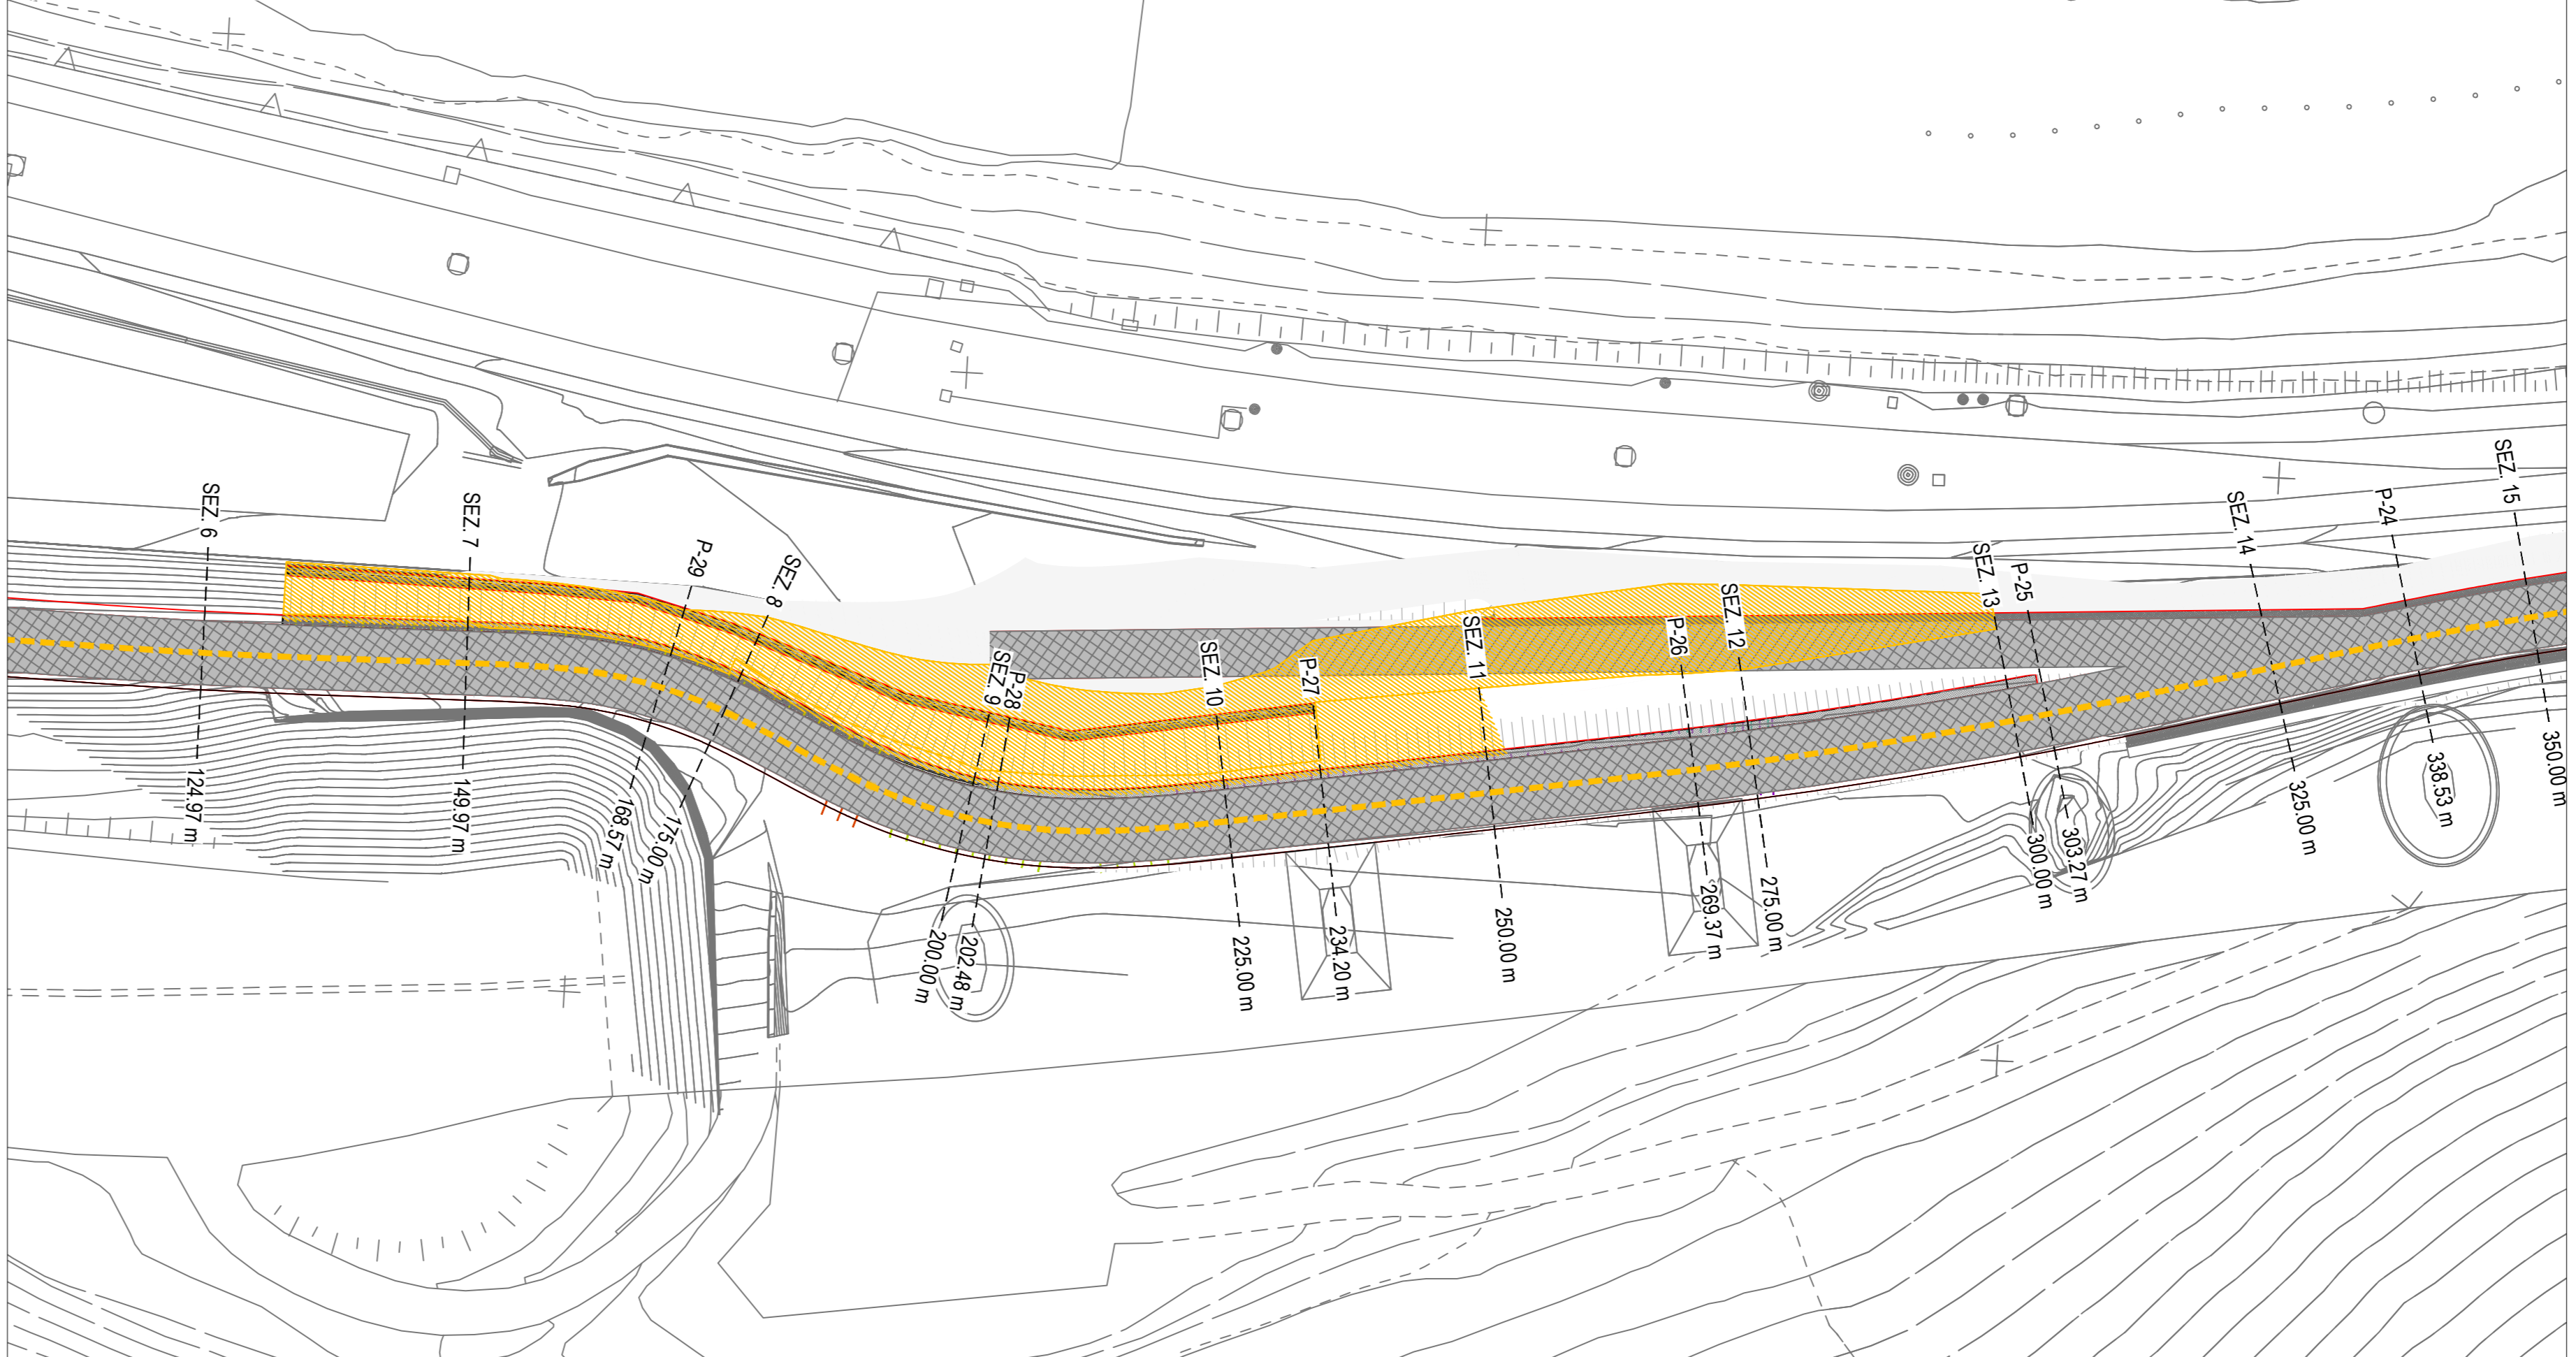 SEZ. 6
124.97 m
SEZ. 7
149.97 m
P-29
168.57 m
SEZ. 8
175.00 m
SEZ. 9
200.00 m
P-28
202.48 m
SEZ. 10
225.00 m
P-27
234.20 m
SEZ. 11
250.00 m
P-26
269.37 m
SEZ. 12
275.00 m
SEZ. 13
300.00 m
P-25
303.27 m
SEZ. 14
325.00 m
P-24
338.53 m
SEZ. 15
350.00 m